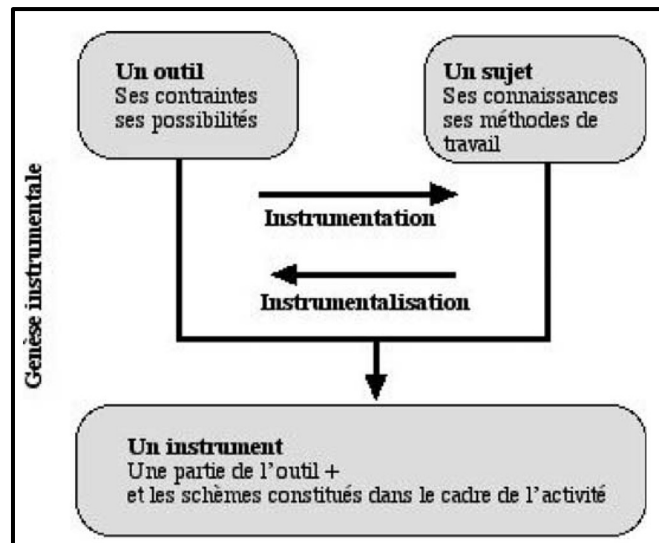 Un outil
Ses contraintes
ses possibilités
Un sujet
Ses connaissances
ses méthodes de
travail
Instrumentation
Instrumentalisation
Genèse instrumentale
Un instrument
Une partie de l'outil +
et les schèmes constitués dans le cadre de l'activité